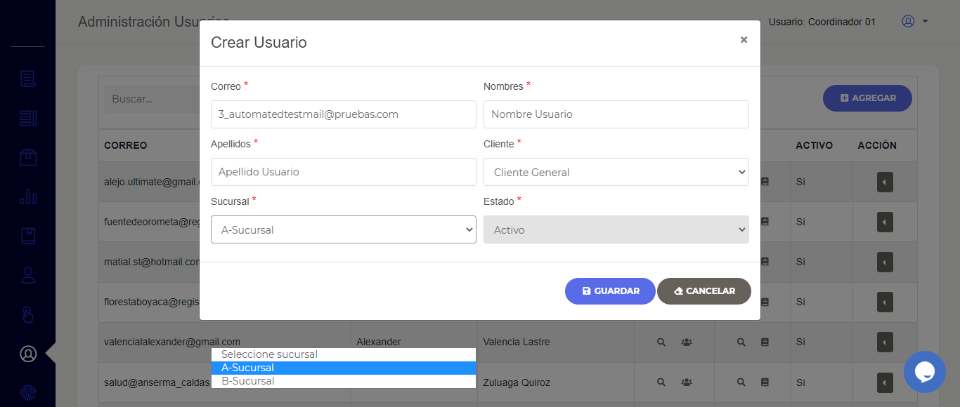 Administración Usuarios
Usuario: Coordinador 01
Crear Usuario
×
Correo *
Nombres *
3_automatedtestmail@pruebas.com
Nombre Usuario
Apellidos *
Cliente *
Apellido Usuario
Cliente General
Sucursal *
Estado *
A-Sucursal
Activo
GUARDAR
CANCELAR
Buscar...
AGREGAR
CORREO
ACTIVO
ACCIÓN
alejo.ultimate@gmail.
Si
fuentedeorometa@reg
Si
matial.st@hotmail.com
Si
florestaboyaca@regis
Si
valencialalexander@gmail.com
Alexander
Valencia Lastre
Si
Seleccione sucursal
A-Sucursal
B-Sucursal
salud@anserma_caldas
Zuluaga Quiroz
Si